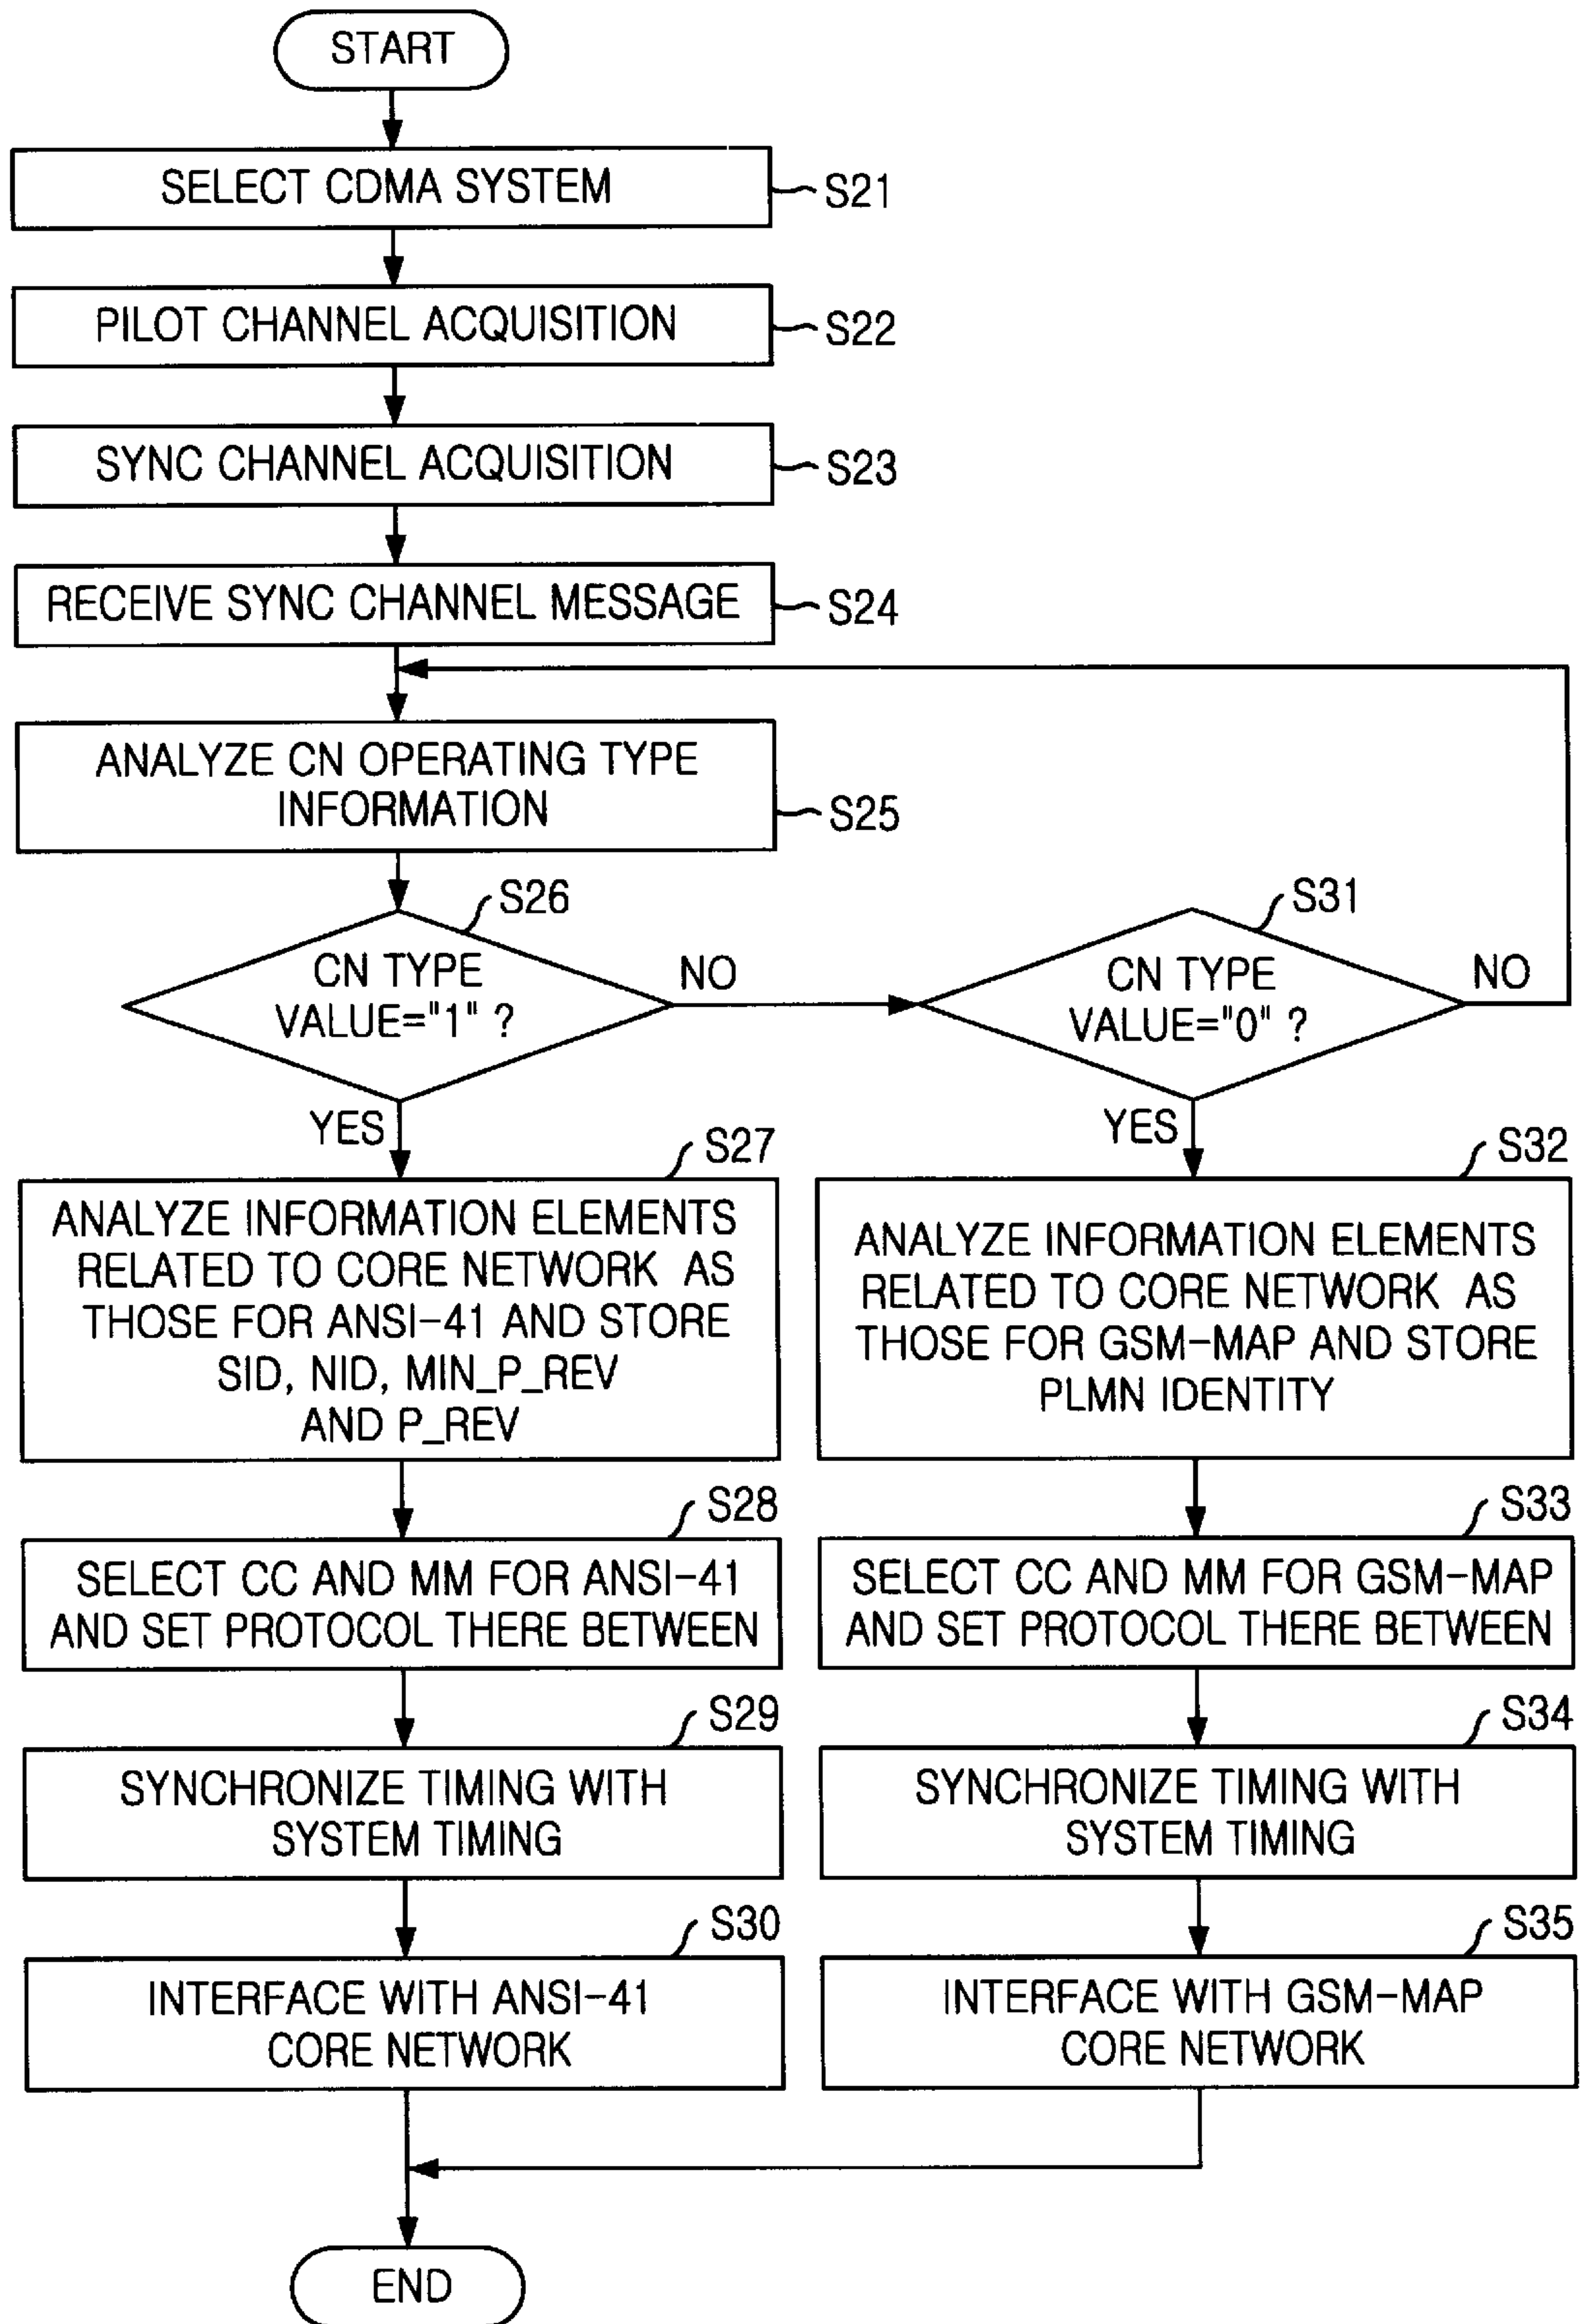 START
SELECT CDMA SYSTEM
S21
PILOT CHANNEL ACQUISITION
S22
SYNC CHANNEL ACQUISITION
S23
RECEIVE SYNC CHANNEL MESSAGE
S24
ANALYZE CN OPERATING TYPE
INFORMATION
S25
S26
CN TYPE
VALUE="1" ?
NO
YES
S31
CN TYPE
VALUE="0" ?
NO
YES
S27
ANALYZE INFORMATION ELEMENTS
RELATED TO CORE NETWORK AS
THOSE FOR ANSI-41 AND STORE
SID, NID, MIN_P_REV
AND P_REV
S32
ANALYZE INFORMATION ELEMENTS
RELATED TO CORE NETWORK AS
THOSE FOR GSM-MAP AND STORE
PLMN IDENTITY
S28
SELECT CC AND MM FOR ANSI-41
AND SET PROTOCOL THERE BETWEEN
S33
SELECT CC AND MM FOR GSM-MAP
AND SET PROTOCOL THERE BETWEEN
S29
SYNCHRONIZE TIMING WITH
SYSTEM TIMING
S34
SYNCHRONIZE TIMING WITH
SYSTEM TIMING
S30
INTERFACE WITH ANSI-41
CORE NETWORK
S35
INTERFACE WITH GSM-MAP
CORE NETWORK
END